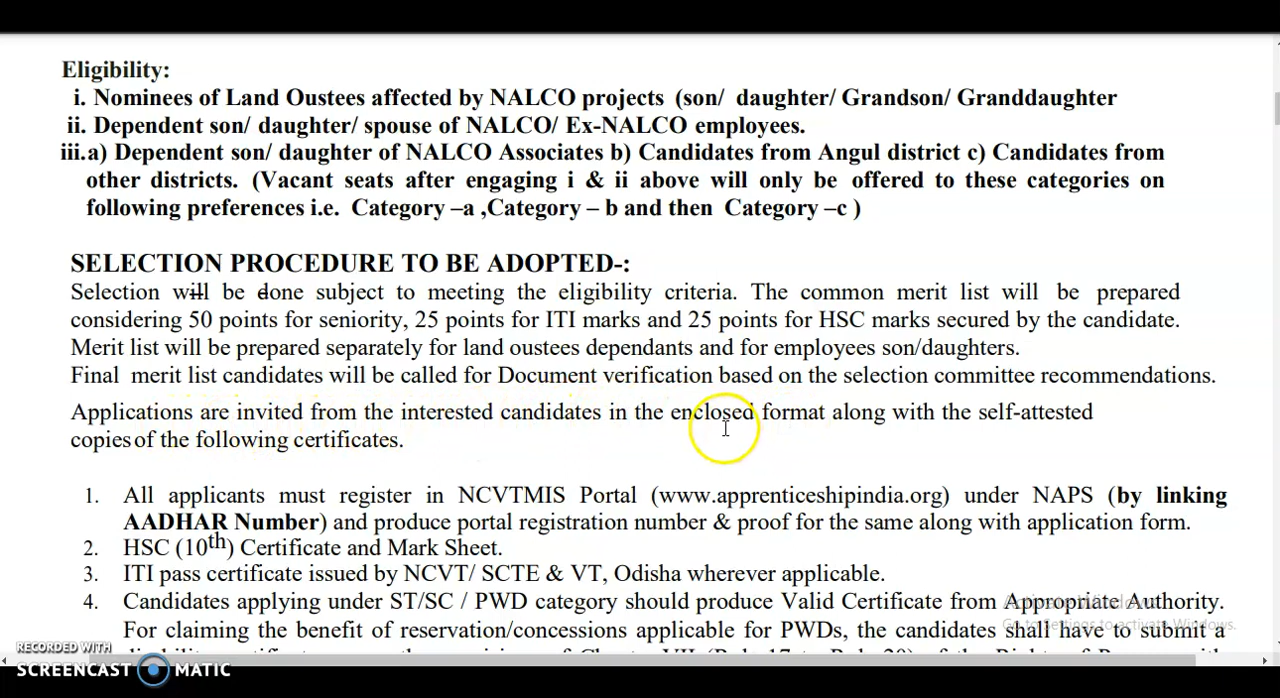 Eligibility:
i. Nominees of Land Oustees affected by NALCO projects (son/ daughter/ Grandson/ Granddaughter
ii. Dependent son/ daughter/ spouse of NALCO/ Ex-NALCO employees.
iii.a) Dependent son/ daughter of NALCO Associates b) Candidates from Angul district c) Candidates from
other districts. (Vacant seats after engaging i & ii above will only be offered to these categories on
following preferences i.e. Category –a ,Category – b and then Category –c )
SELECTION PROCEDURE TO BE ADOPTED-:
Selection will be done subject to meeting the eligibility criteria. The common merit list will be prepared
considering 50 points for seniority, 25 points for ITI marks and 25 points for HSC marks secured by the candidate.
Merit list will be prepared separately for land oustees dependants and for employees son/daughters.
Final merit list candidates will be called for Document verification based on the selection committee recommendations.
Applications are invited from the interested candidates in the enclosed format along with the self-attested
copies of the following certificates.
1. All applicants must register in NCVTMIS Portal (www.apprenticeshipindia.org) under NAPS (by linking
AADHAR Number) and produce portal registration number & proof for the same along with application form.
2. HSC (10th) Certificate and Mark Sheet.
3. ITI pass certificate issued by NCVT/ SCTE & VT, Odisha wherever applicable.
4. Candidates applying under ST/SC / PWD category should produce Valid Certificate from Appropriate Authority.
For claiming the benefit of reservation/concessions applicable for PWDs, the candidates shall have to submit a
Activate Windows
Go to Settings to activate Windows.
RECORDED WITH
SCREENCAST MATIC